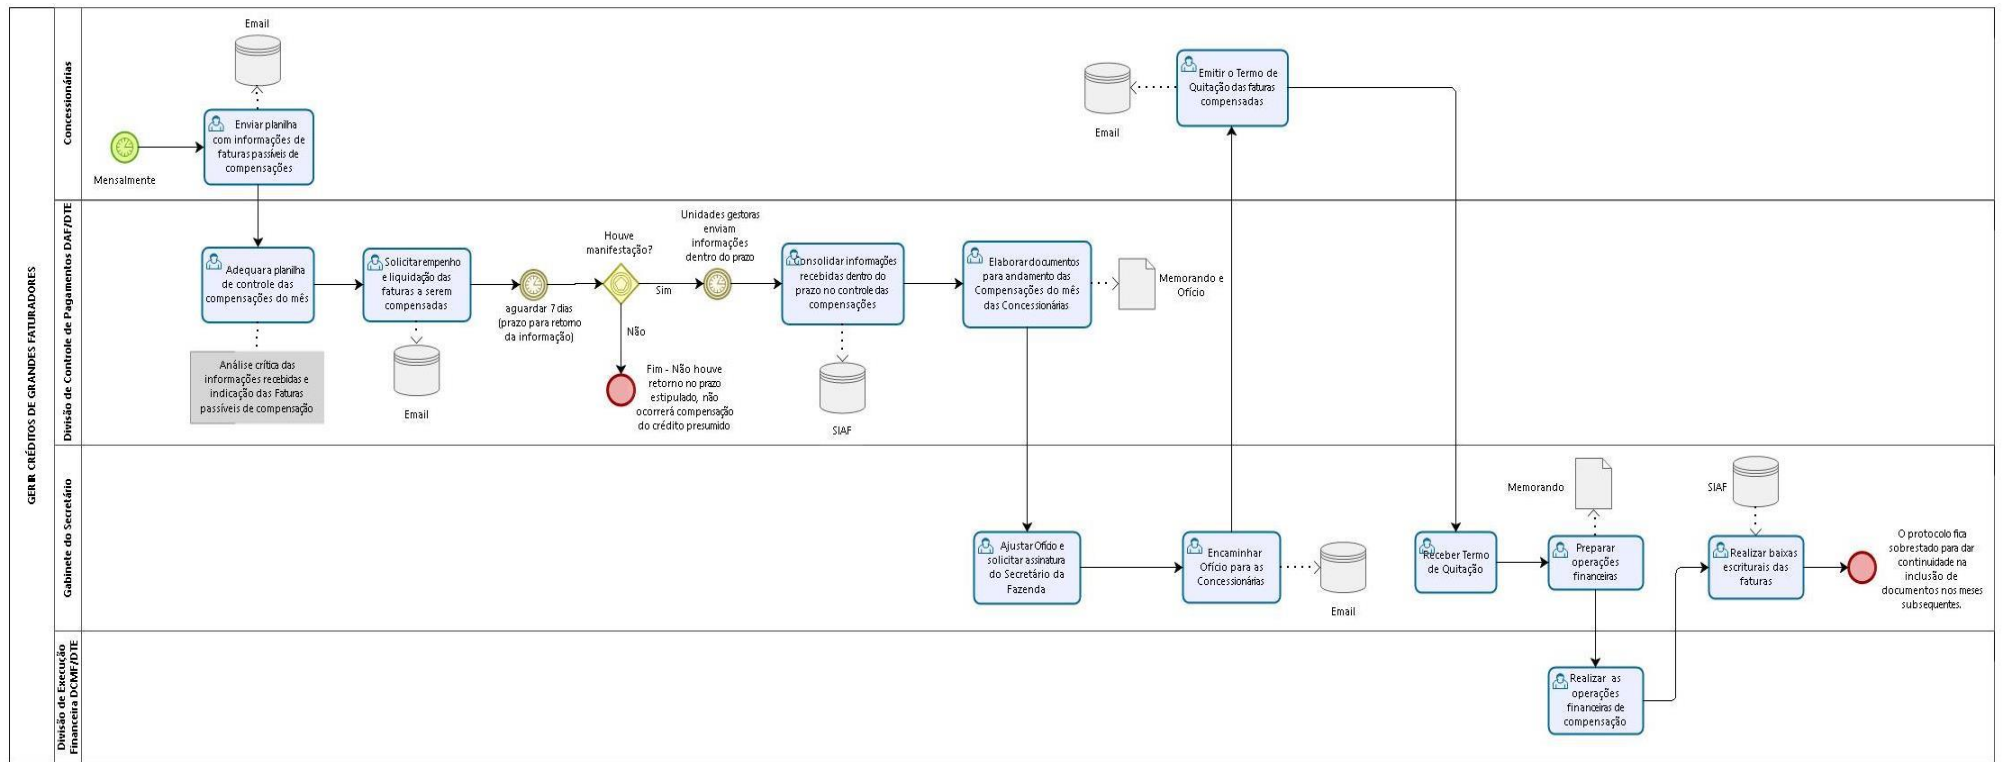 GERIR CRÉDITOS DE GRANDES FATURADORES
Concessionárias
Email
Mensalmente
Enviar planilha
com informações de
faturas passíveis de
compensações
Email
Emitir o Termo de
Quitação das faturas
compensadas
Divisão de Controle de Pagamentos DAF/DTE
Adequar a planilha
de controle das
compensações do mês
Análise crítica das
informações recebidas e
indicação das Faturas
passíveis de compensação
Solicitar empenho
e liquidação das
faturas a serem
compensadas
Email
aguardar 7 dias
(prazo para retorno
da informação)
Houve
manifestação?
Sim
Não
Fim - Não houve
retorno no prazo
estipulado, não
ocorrerá compensação
do crédito presumido
Unidades gestoras
enviam
informações
dentro do prazo
Consolidar informações
recebidas dentro do
prazo no controle das
compensações
SIAF
Elaborar documentos
para andamento das
Compensações do mês
das Concessionárias
Memorando e
Ofício
Gabinete do Secretário
Ajustar Ofício e
solicitar assinatura
do Secretário da
Fazenda
Encaminhar
Ofício para as
Concessionárias
Email
Receber Termo
de Quitação
Memorando
Preparar
operações
financeiras
SIAF
Realizar baixas
escriturais das
faturas
O protocolo fica
sobrestado para dar
continuidade na
inclusão de
documentos nos meses
subsequentes.
Divisão de Execução
Financeira DCMF/DTE
Realizar as
operações
financeiras de
compensação